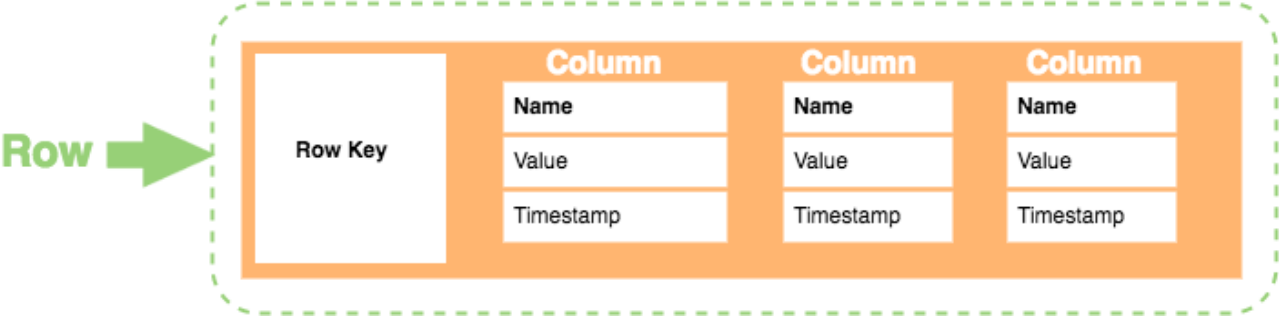 Column Column Column
Name Name Name
Row Row Key Value Value Value
Timestamp Timestamp Timestamp